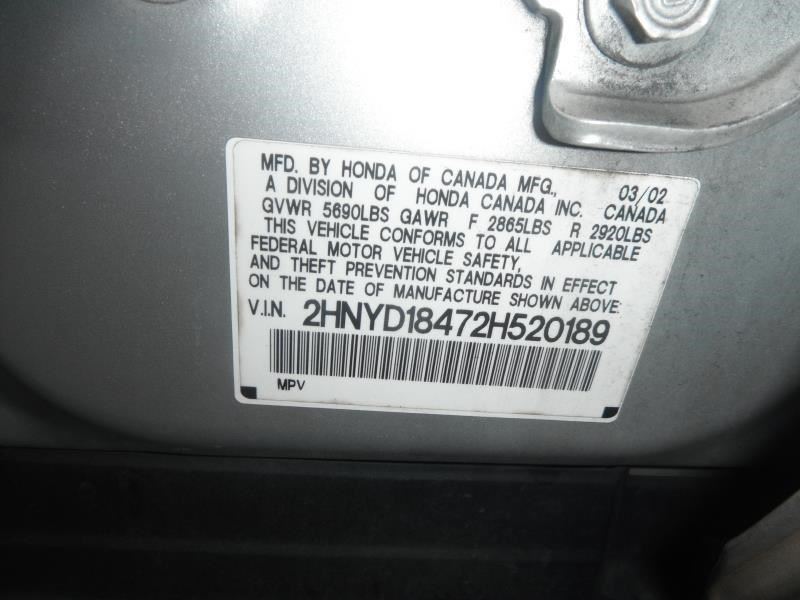 MFD. BY HONDA OF CANADA MFG., 03/02
A DIVISION OF HONDA CANADA INC. CANADA
GVWR 5690LBS GAWR F 2865LBS R 2920LBS
THIS VEHICLE CONFORMS TO ALL APPLICABLE
FEDERAL MOTOR VEHICLE SAFETY,
AND THEFT PREVENTION STANDARDS IN EFFECT
ON THE DATE OF MANUFACTURE SHOWN ABOVE.
V.I.N. 2HNYD18472H520189
MPV